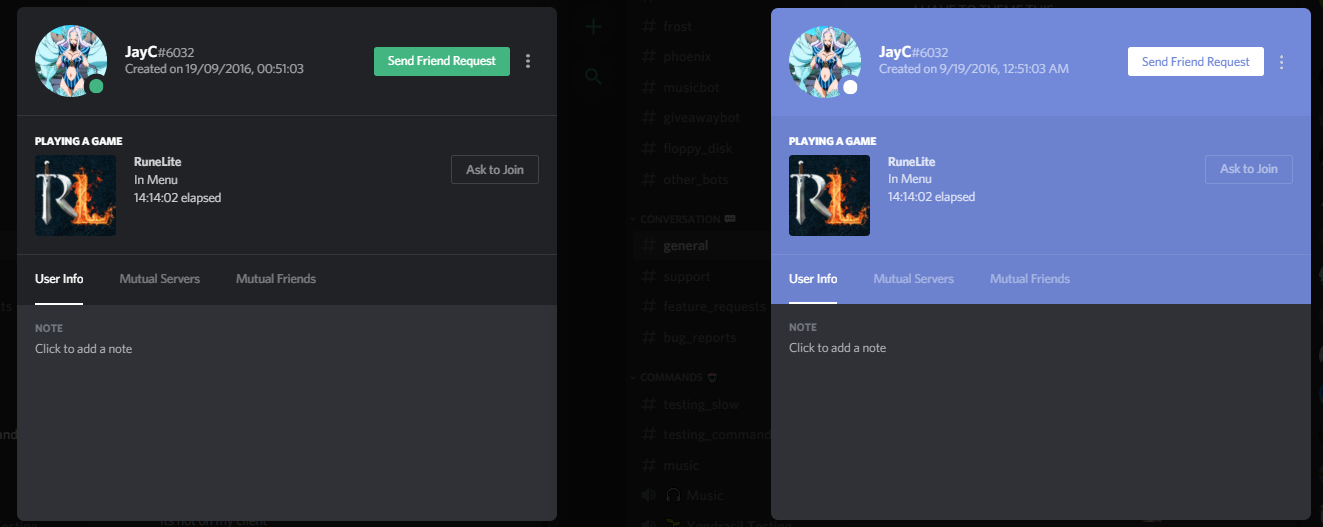 JayC#6032
Created on 19/09/2016, 00:51:03
Send Friend Request
PLAYING A GAME
RL
RuneLite
In Menu
14:14:02 elapsed
Ask to Join
User Info
Mutual Servers
Mutual Friends
NOTE
Click to add a note
frost
phoenix
musicbot
giveawaybot
floppy_disk
other_bots
CONVERSATION
general
support
feature_requests
bug_reports
COMMANDS
testing_slow
testing_command
music
Music
JayC#6032
Created on 9/19/2016, 12:51:03 AM
Send Friend Request
PLAYING A GAME
RL
RuneLite
In Menu
14:14:02 elapsed
Ask to Join
User Info
Mutual Servers
Mutual Friends
NOTE
Click to add a note